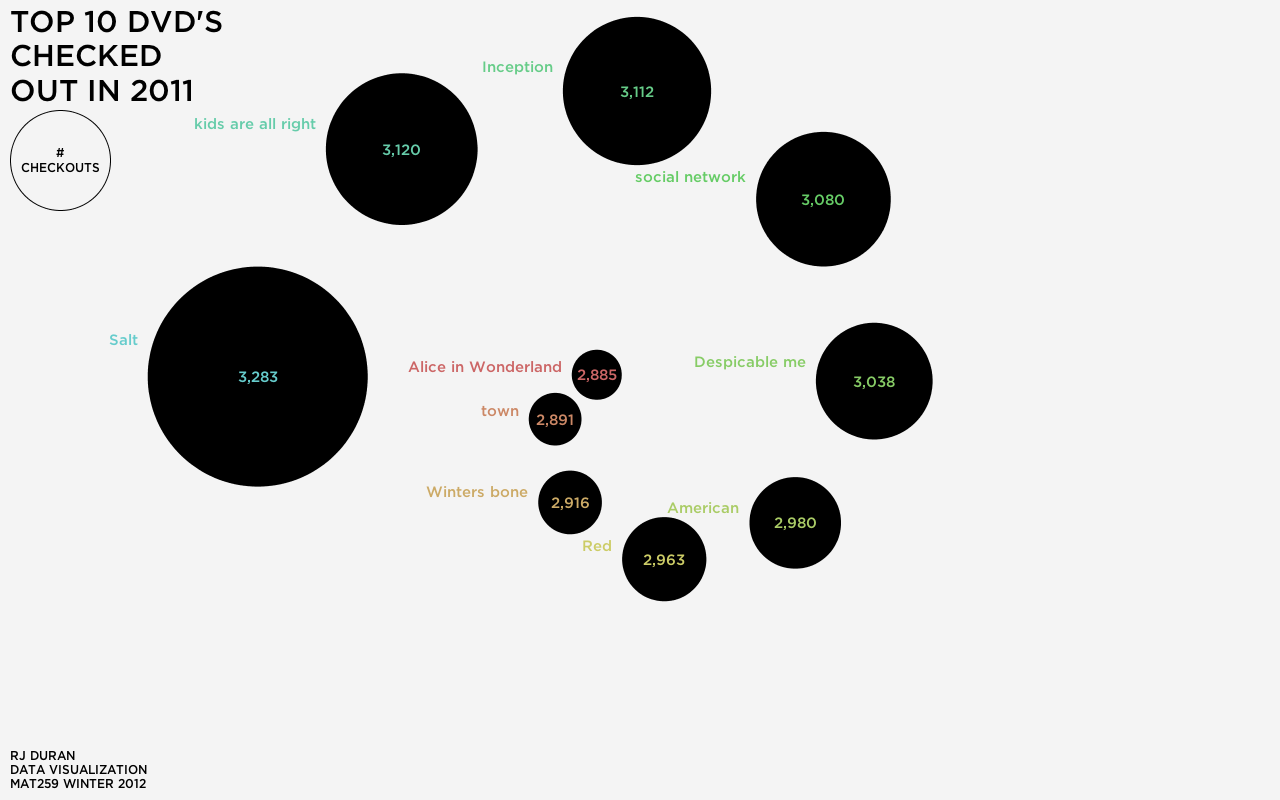 TOP 10 DVD'S
CHECKED
OUT IN 2011
#
CHECKOUTS
Inception
3,112
kids are all right
3,120
social network
3,080
Salt
3,283
Alice in Wonderland
2,885
Despicable me
3,038
town
2,891
Winters bone
2,916
American
2,980
Red
2,963
RJ DURAN
DATA VISUALIZATION
MAT259 WINTER 2012